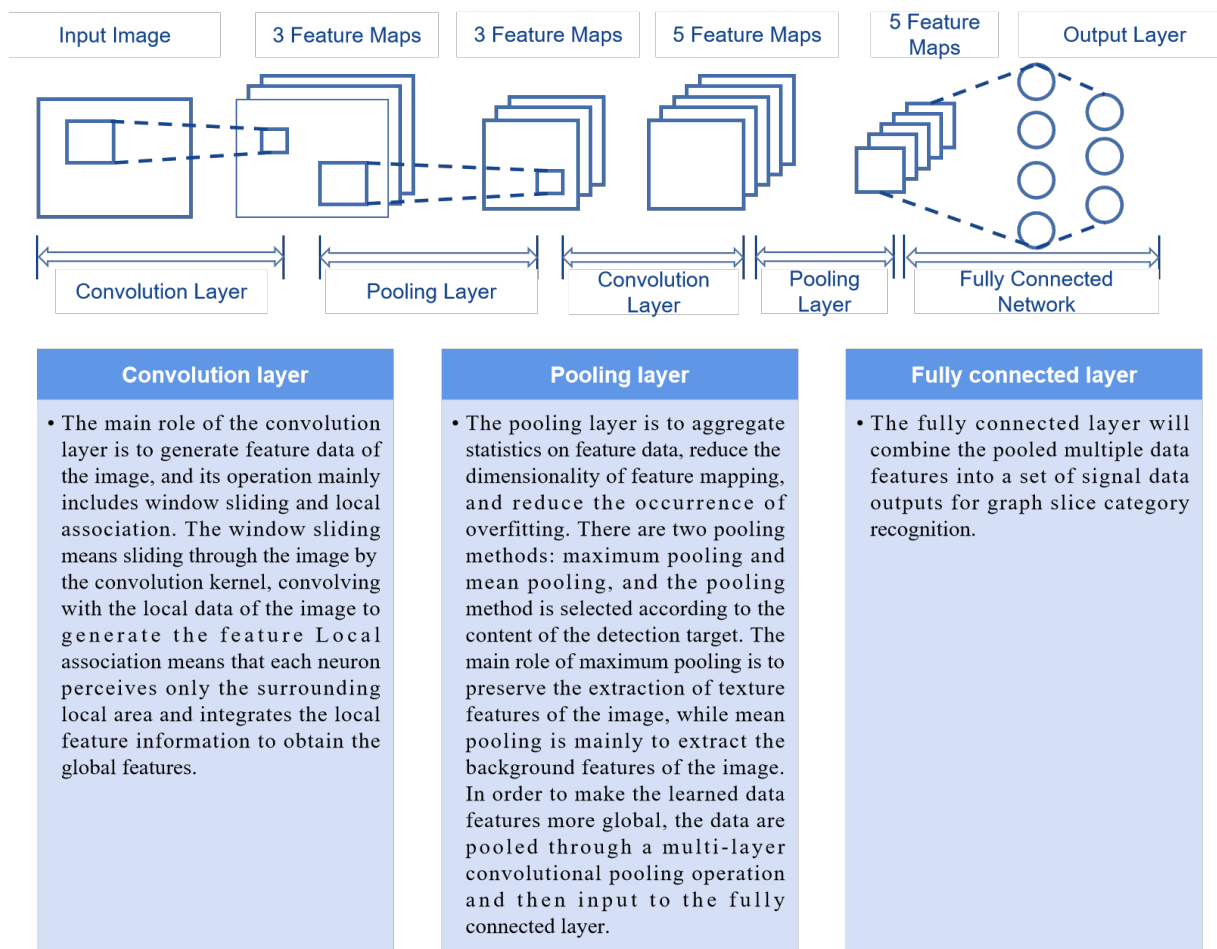 Input Image
3 Feature Maps
3 Feature Maps
5 Feature Maps
5 Feature
Maps
Output Layer
Convolution Layer
Pooling Layer
Convolution
Layer
Pooling
Layer
Fully Connected
Network
Convolution layer
• The main role of the convolution
layer is to generate feature data of
the image, and its operation mainly
includes window sliding and local
association. The window sliding
means sliding through the image by
the convolution kernel, convolving
with the local data of the image to
generate the feature Local
association means that each neuron
perceives only the surrounding
local area and integrates the local
feature information to obtain the
global features.
Pooling layer
• The pooling layer is to aggregate
statistics on feature data, reduce the
dimensionality of feature mapping,
and reduce the occurrence of
overfitting. There are two pooling
methods: maximum pooling and
mean pooling, and the pooling
method is selected according to the
content of the detection target. The
main role of maximum pooling is to
preserve the extraction of texture
features of the image, while mean
pooling is mainly to extract the
background features of the image.
In order to make the learned data
features more global, the data are
pooled through a multi-layer
convolutional pooling operation
and then input to the fully
connected layer.
Fully connected layer
• The fully connected layer will
combine the pooled multiple data
features into a set of signal data
outputs for graph slice category
recognition.